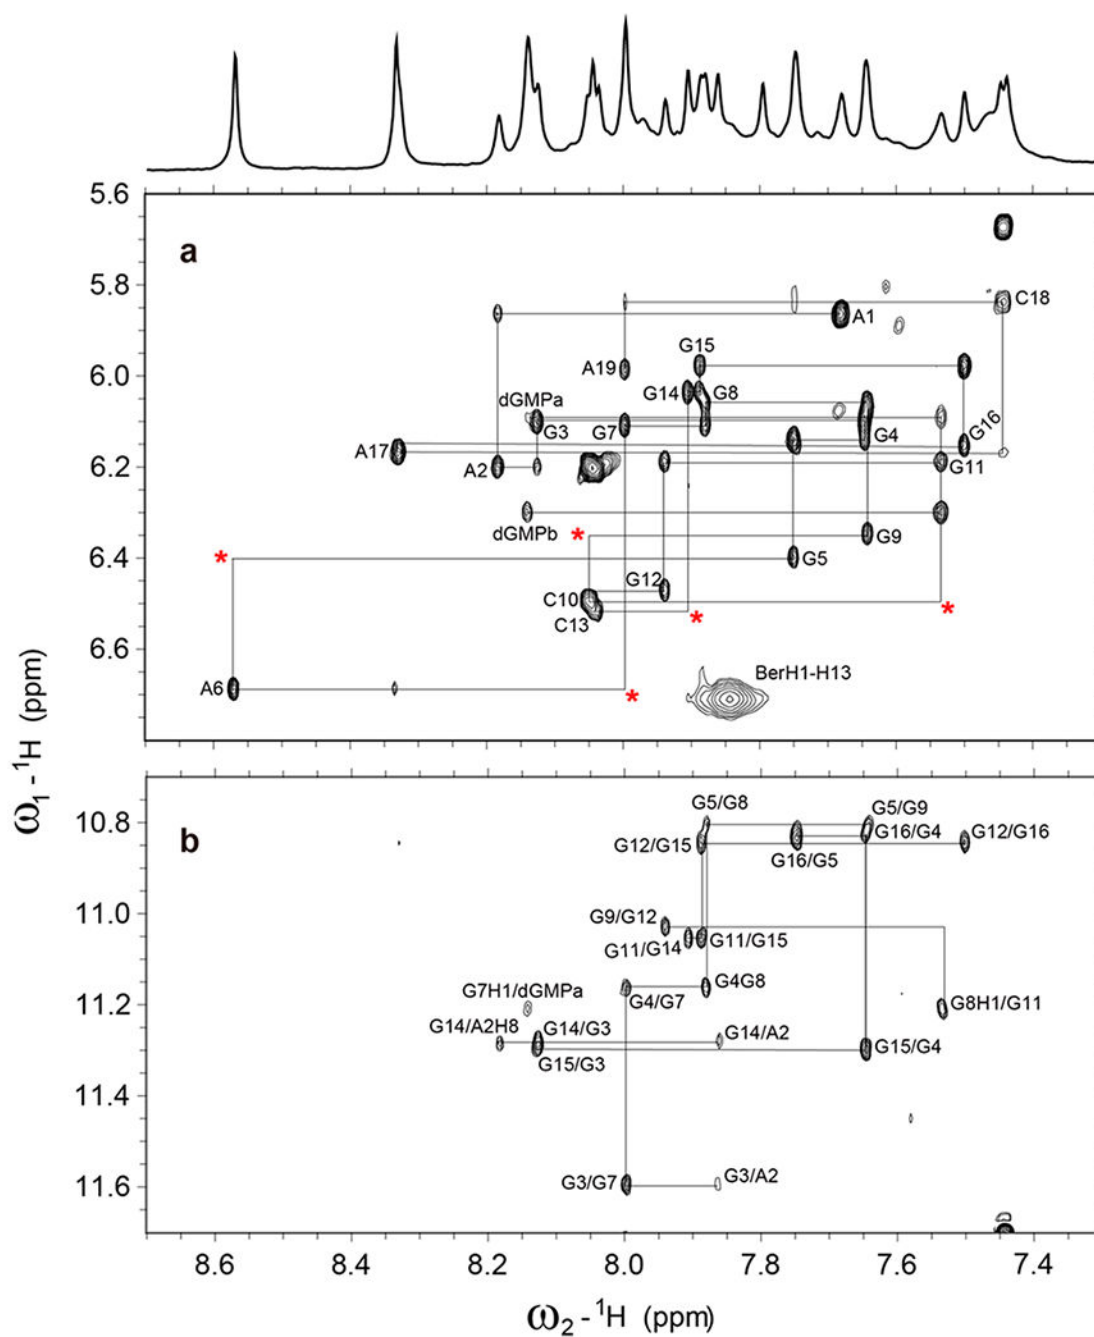 a
5.6
5.8
6.0
6.2
6.4
6.6
C18
A1
G15
A19
G14
G8
dGMPa
G3
G7
G4
G16
A17
A2
G11
dGMPb
*
*
G9
G5
G12
C10
C13
*
*
A6
*
BerH1-H13
ω1 - 1H (ppm)
b
10.8
11.0
11.2
11.4
11.6
G5/G8
G5/G9
G16/G4
G12/G15
G12/G16
G16/G5
G9/G12
G11/G14
G11/G15
G7H1/dGMPa
G4/G7
G4G8
G8H1/G11
G14/A2H8
G14/G3
G14/A2
G15/G3
G15/G4
G3/G7
G3/A2
8.6
8.4
8.2
8.0
7.8
7.6
7.4
ω2 - 1H (ppm)